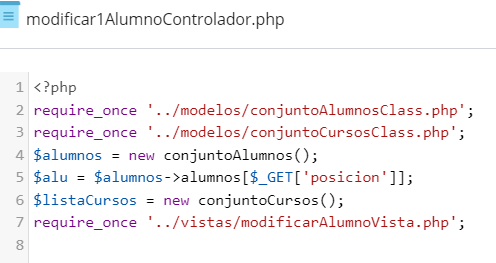 modificar1AlumnoControlador.php
1 <?php
2 require_once '../modelos/conjuntoAlumnosClass.php';
3 require_once '../modelos/conjuntoCursosClass.php';
4 $alumnos = new conjuntoAlumnos();
5 $alu = $alumnos->alumnos[$_GET['posicion']];
6 $listaCursos = new conjuntoCursos();
7 require_once '../vistas/modificarAlumnoVista.php';
8